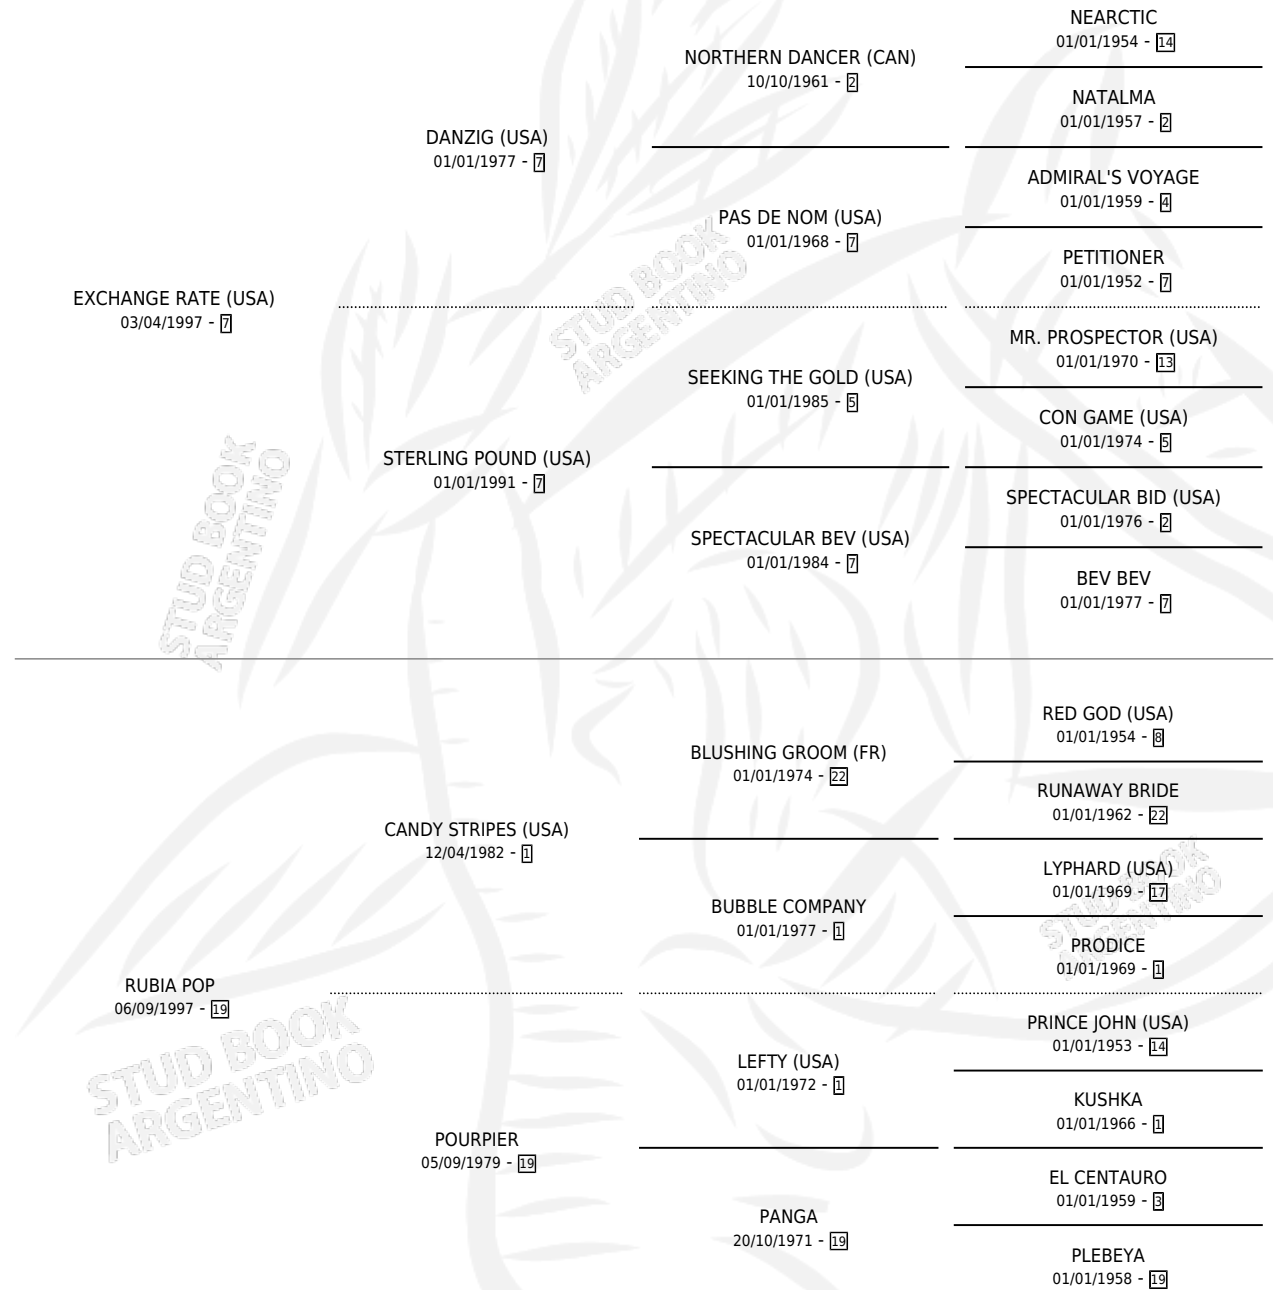 NEARCTIC
01/01/1954 - 14
NORTHERN DANCER (CAN)
10/10/1961 - 2
NATALMA
01/01/1957 - 2
DANZIG (USA)
01/01/1977 - 7
ADMIRAL'S VOYAGE
01/01/1959 - 4
PAS DE NOM (USA)
01/01/1968 - 7
PETITIONER
01/01/1952 - 7
EXCHANGE RATE (USA)
03/04/1997 - 7
STUD BOOK
ARGENTINO
MR. PROSPECTOR (USA)
01/01/1970 - 13
SEEKING THE GOLD (USA)
01/01/1985 - 5
CON GAME (USA)
01/01/1974 - 5
STERLING POUND (USA)
01/01/1991 - 7
SPECTACULAR BID (USA)
01/01/1976 - 2
SPECTACULAR BEV (USA)
01/01/1984 - 7
BEV BEV
01/01/1977 - 7
STUD BOOK
ARGENTINO
RED GOD (USA)
01/01/1954 - 8
BLUSHING GROOM (FR)
01/01/1974 - 22
RUNAWAY BRIDE
01/01/1962 - 22
CANDY STRIPES (USA)
12/04/1982 - 1
LYPHARD (USA)
01/01/1969 - 17
BUBBLE COMPANY
01/01/1977 - 1
STUD BOOK
ARGENTINO
PRODICE
01/01/1969 - 1
RUBIA POP
06/09/1997 - 19
PRINCE JOHN (USA)
01/01/1953 - 14
STUD BOOK
ARGENTINO
LEFTY (USA)
01/01/1972 - 1
KUSHKA
01/01/1966 - 1
POURPIER
05/09/1979 - 19
EL CENTAURO
01/01/1959 - 3
PANGA
20/10/1971 - 19
PLEBEYA
01/01/1958 - 19